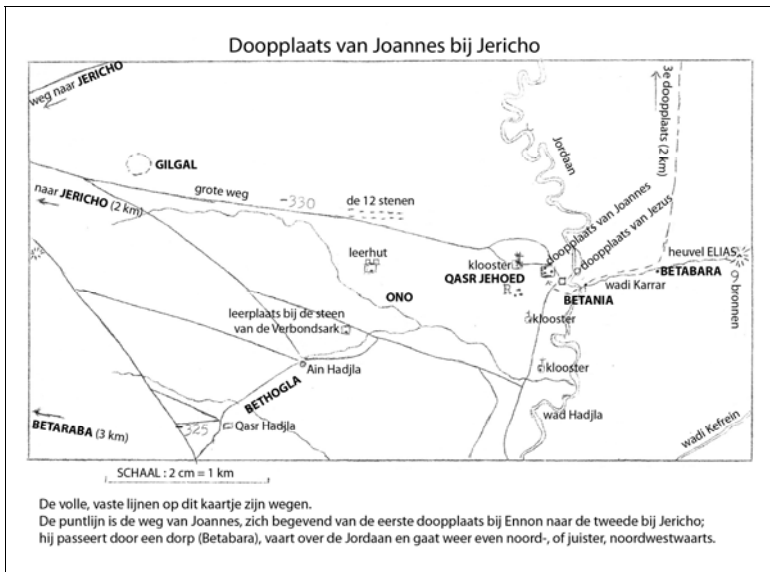 Doopplaats van Joannes bij Jericho
weg naar JERICHO
GILGAL
naar JERICHO (2 km)
grote weg
-330
de 12 stenen
Jordaan
3e doopplaats (2 km)
doopplaats van Joannes
doopplaats van Jezus
leerhut
klooster
QASR JEHOED
R
heuvel ELIAS
BETABARA
wadi Karrar
bronnen
BETANIA
ONO
leerplaats bij de steen
van de Verbondsark
klooster
Ain Hadjla
klooster
BETHOGLA
wad Hadjla
BETARABA (3 km)
-325
Qasr Hadjla
wadi Kefrein
SCHAAL : 2 cm = 1 km
De volle, vaste lijnen op dit kaartje zijn wegen.
De puntlijn is de weg van Joannes, zich begevend van de eerste doopplaats bij Ennon naar de tweede bij Jericho;
hij passeert door een dorp (Betabara), vaart over de Jordaan en gaat weer even noord-, of juister, noordwestwaarts.